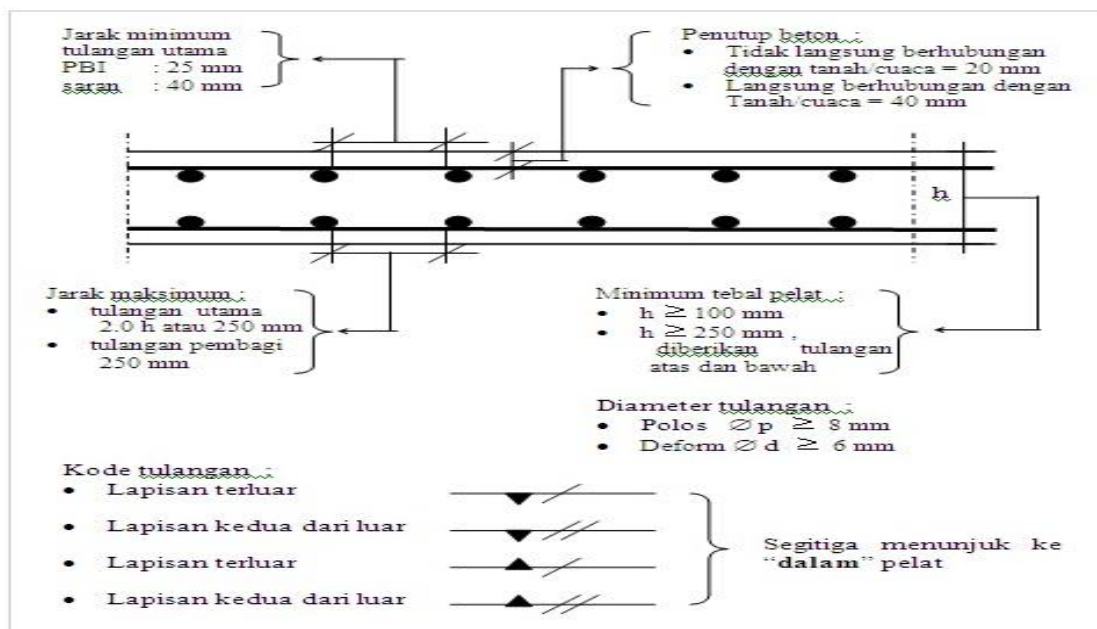 Jarak minimum
tulangan utama
PBI : 25 mm
saran : 40 mm
Penutup beton :
• Tidak langsung berhubungan
dengan tanah/cuaca = 20 mm
• Langsung berhubungan dengan
Tanah/cuaca = 40 mm
h
Jarak maksimum :
• tulangan utama
2.0 h atau 250 mm
• tulangan pembagi
250 mm
Minimum tebal pelat :
• h ≥ 100 mm
• h ≥ 250 mm ,
diberikan tulangan
atas dan bawah
Diameter tulangan :
• Polos ∅ p ≥ 8 mm
• Deform ∅ d ≥ 6 mm
Kode tulangan :
• Lapisan terluar
• Lapisan kedua dari luar
• Lapisan terluar
• Lapisan kedua dari luar
Segitiga menunjuk ke
“dalam” pelat